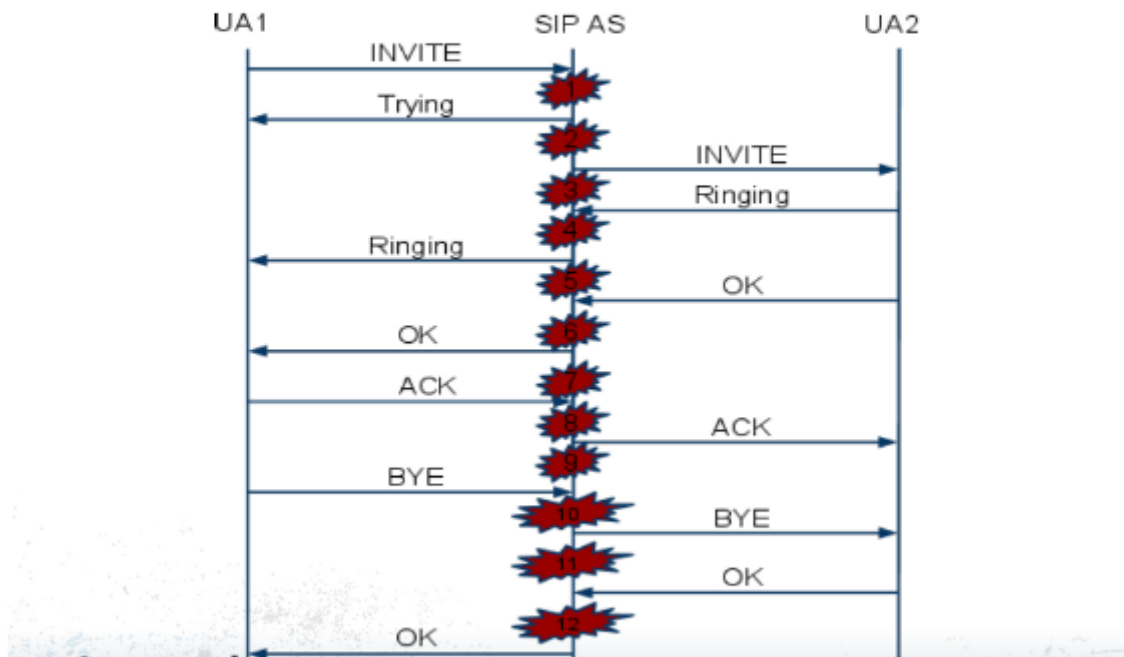 UA1 SIP AS UA2
INVITE
1
Trying
2
INVITE
3
Ringing
4
Ringing
5
OK
6
OK
7
ACK
8
ACK
9
BYE
10
BYE
11
OK
12
OK